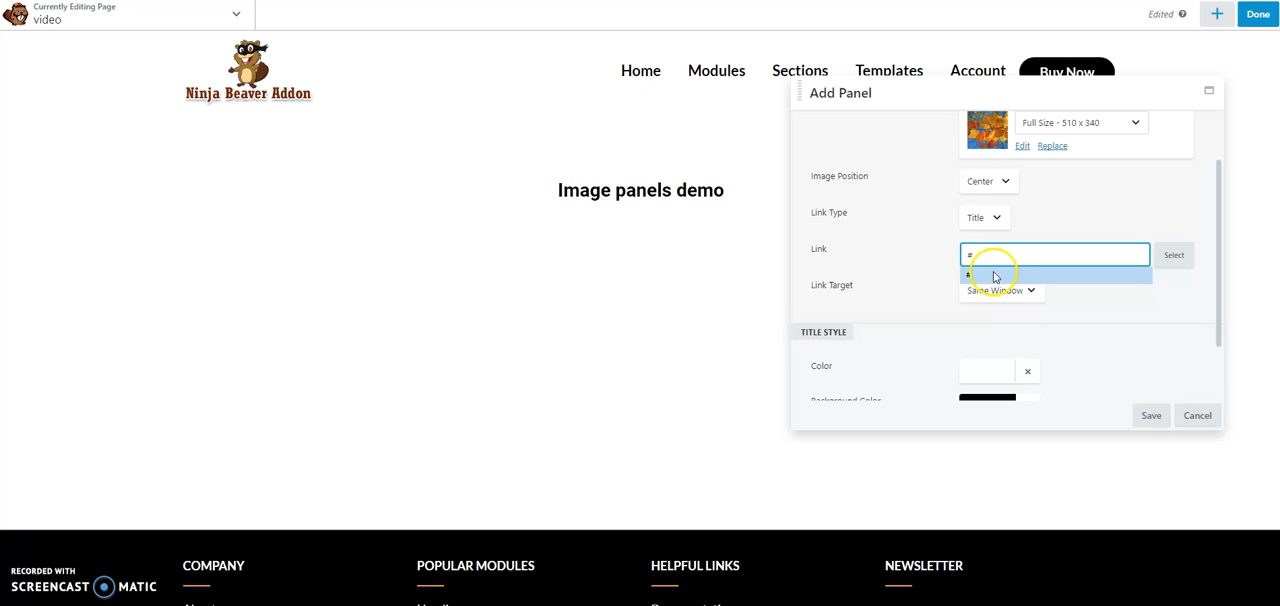 Currently Editing Page
video
Edited
?
+
Done
Ninja Beaver Addon
Home
Modules
Sections
Templates
Account
Buy Now
Add Panel
Full Size - 510 x 340
Edit
Replace
Image Position
Center
Link Type
Title
Link
#
Select
#
Link Target
Same Window
TITLE STYLE
Color
×
Background Color
Save
Cancel
Image panels demo
COMPANY
POPULAR MODULES
HELPFUL LINKS
NEWSLETTER
RECORDED WITH
SCREENCAST MATIC